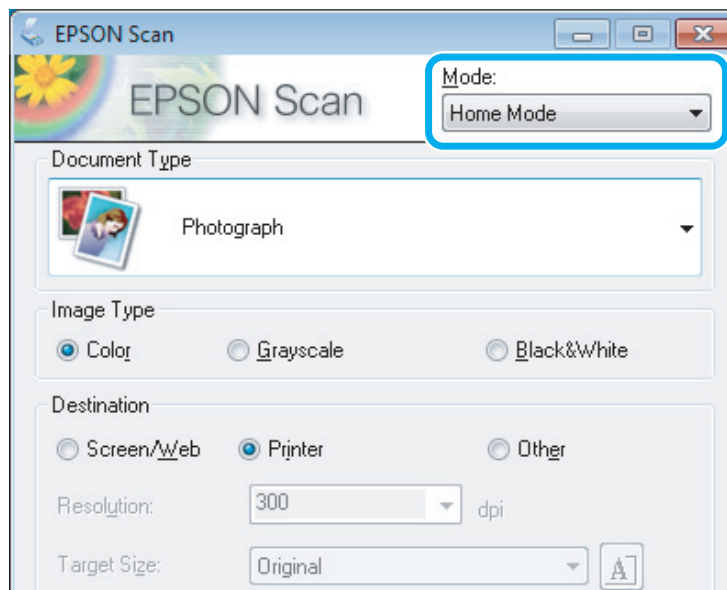 EPSON Scan
EPSON Scan
Mode:
Home Mode
Document Type
Photograph
Image Type
Color
Grayscale
Black&White
Destination
Screen/Web
Printer
Other
Resolution:
300
dpi
Target Size:
Original
A